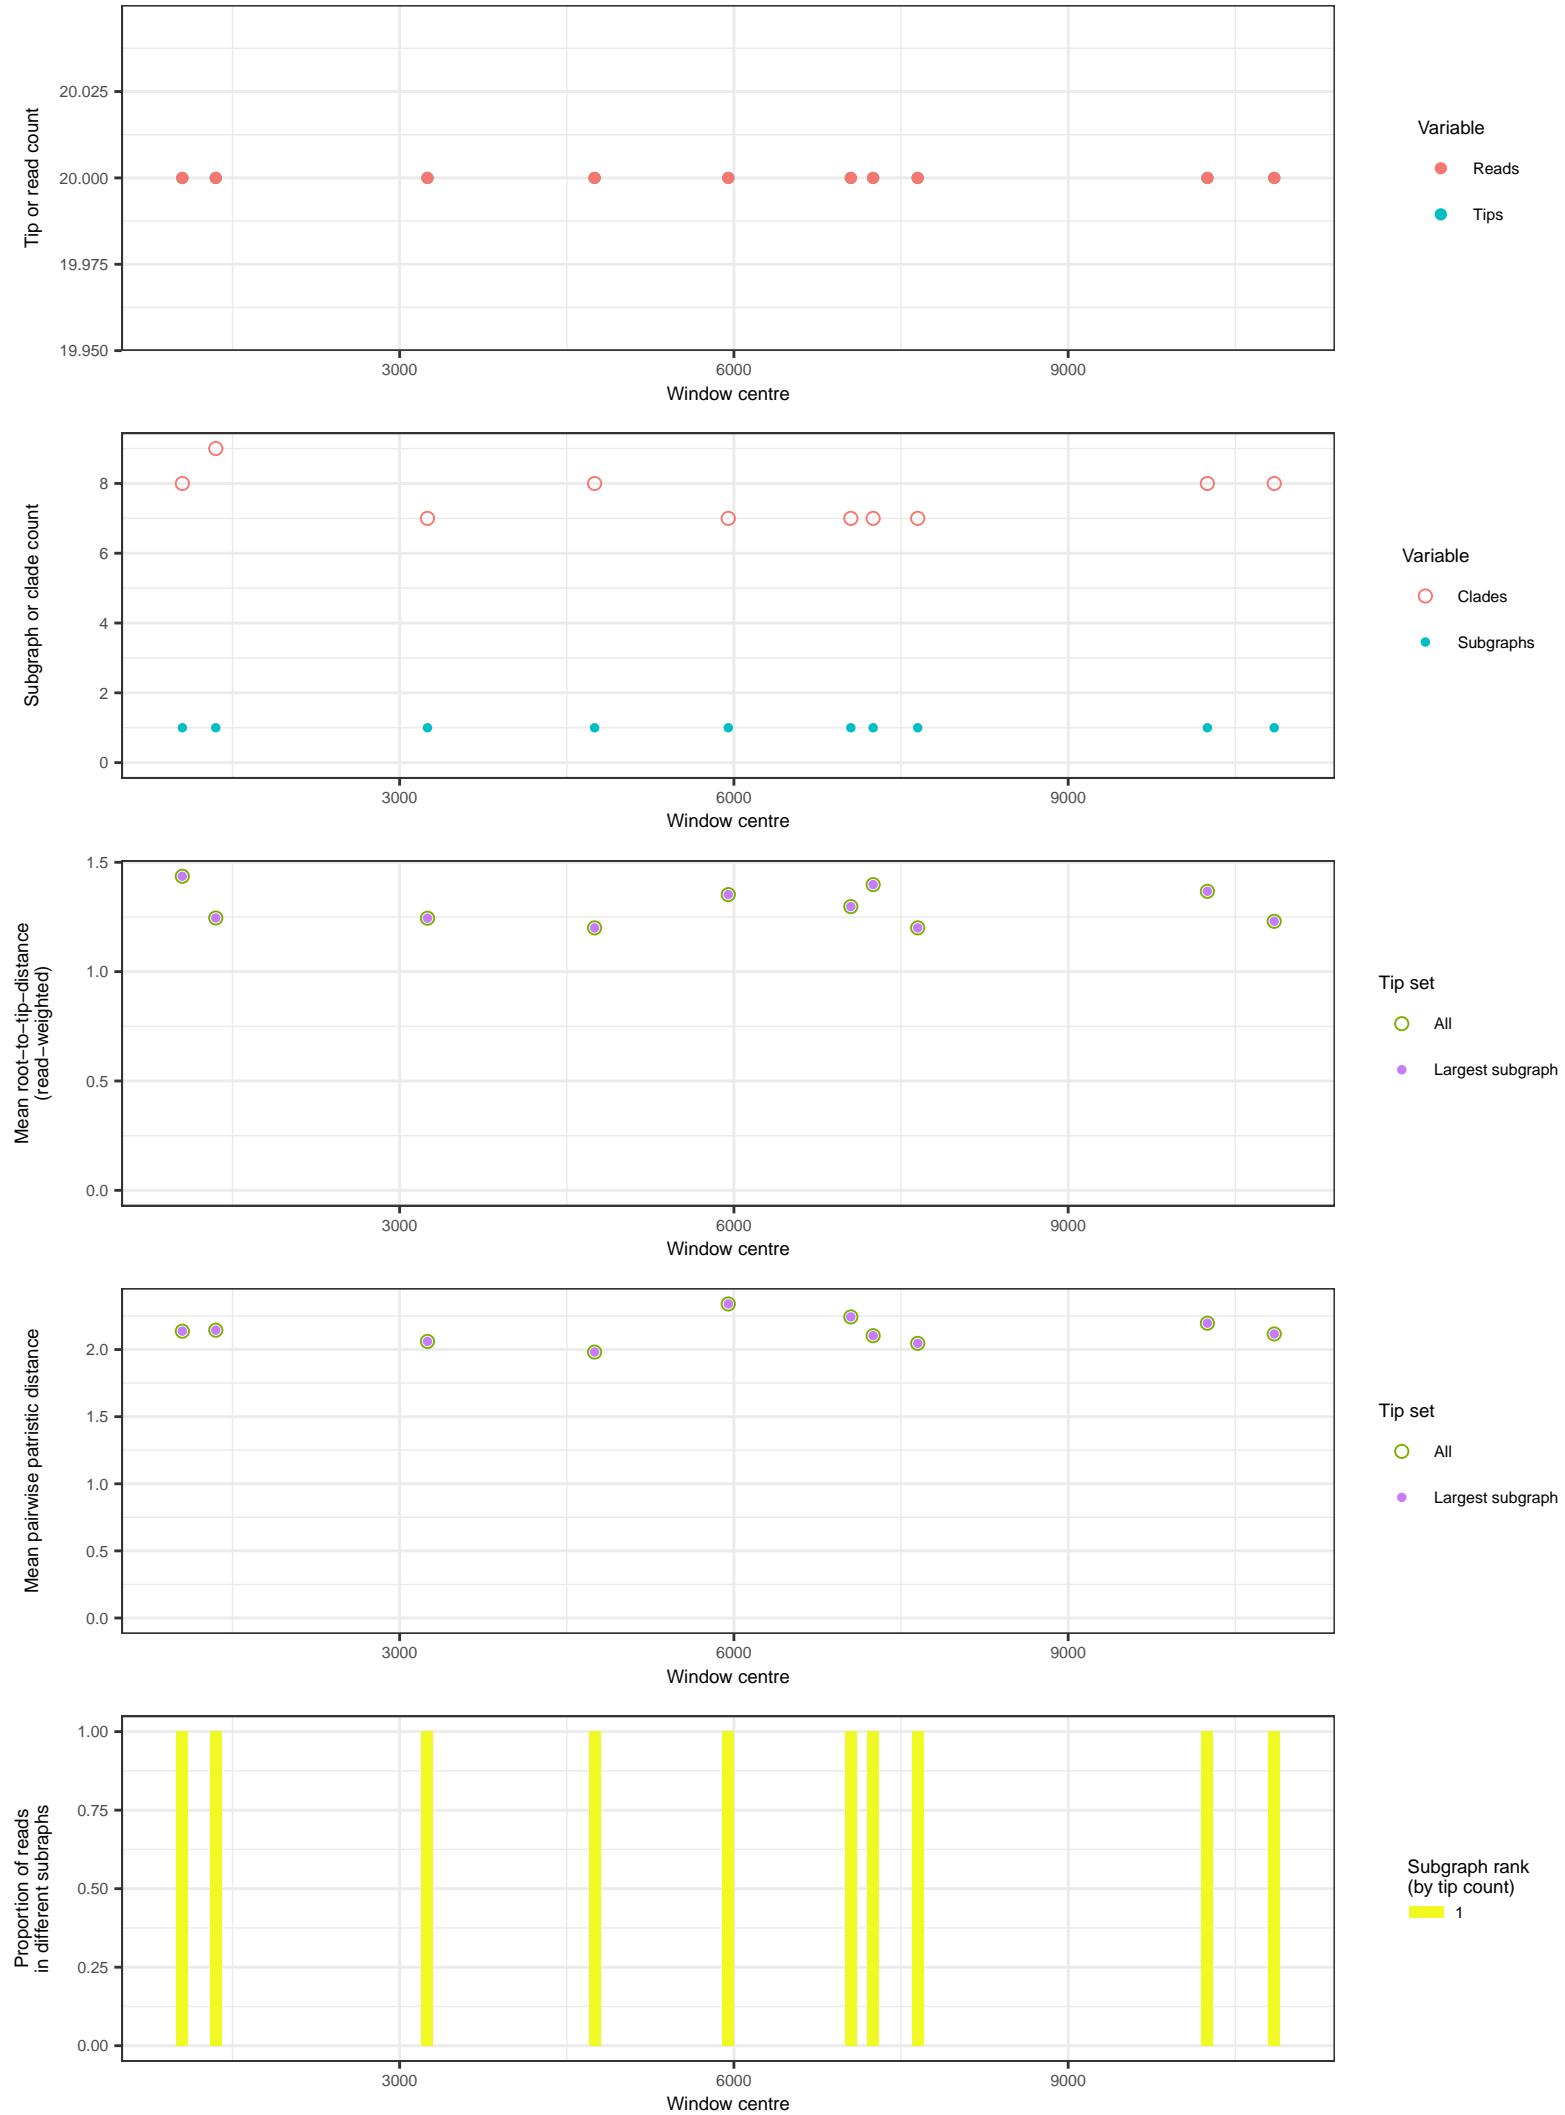 Tip or read count
20.025
20.000
19.975
19.950
3000
6000
9000
Window centre
Variable
Reads
Tips
Subgraph or clade count
8
6
4
2
0
3000
6000
9000
Window centre
Variable
Clades
Subgraphs
Mean root−to−tip−distance
(read−weighted)
1.5
1.0
0.5
0.0
3000
6000
9000
Window centre
Tip set
All
Largest subgraph
Mean pairwise patristic distance
2.0
1.5
1.0
0.5
0.0
3000
6000
9000
Window centre
Tip set
All
Largest subgraph
Proportion of reads
in different subraphs
1.00
0.75
0.50
0.25
0.00
3000
6000
9000
Window centre
Subgraph rank
(by tip count)
1